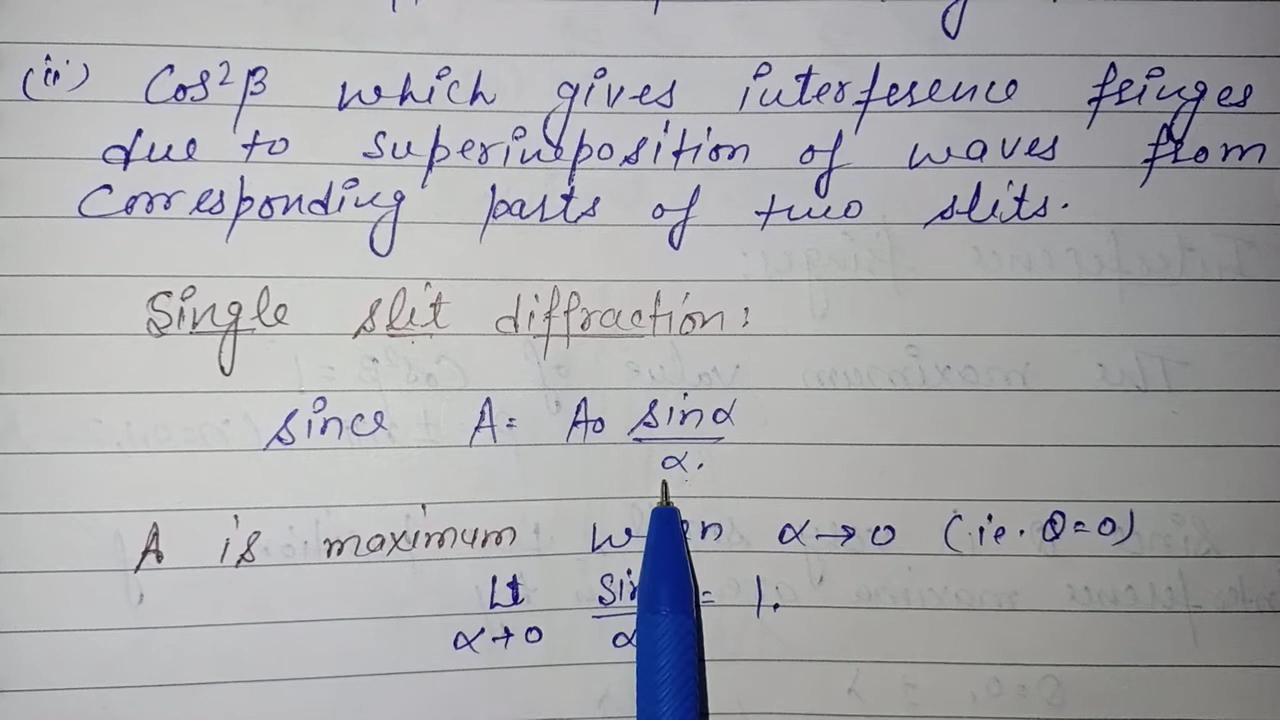 (ii) Cos²β which gives interference fringes
due to superimposition of waves from
Corresponding parts of two slits.
Single slit diffraction:
Since A = A₀ sinα
α.
A is maximum when α→0 (ie. θ=0)
Lt Sin = 1.
α→0 α